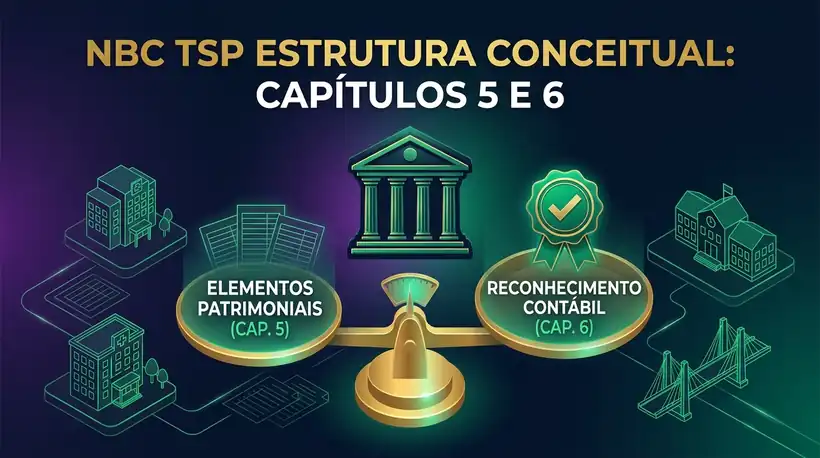 NBC TSP ESTRUTURA CONCEITUAL:
CAPÍTULOS 5 E 6
ELEMENTOS
PATRIMONIAIS
(CAP. 5)
RECONHECIMENTO
CONTÁBIL
(CAP. 6)